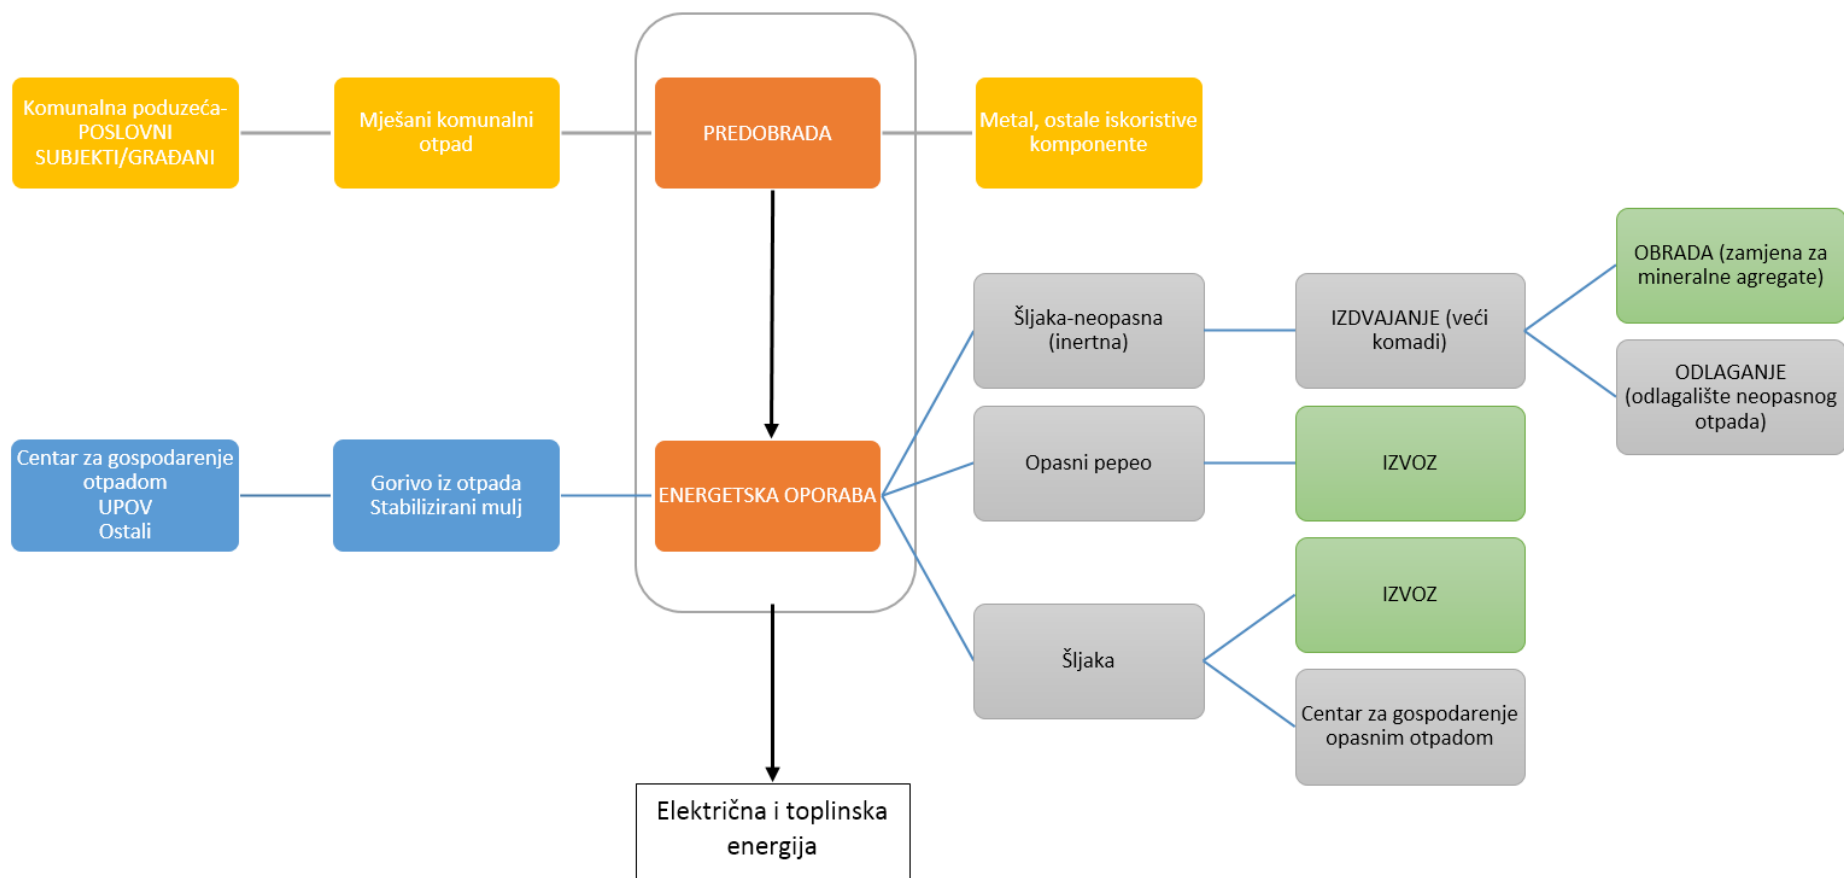 Komunalna poduzeća-
POSLOVNI
SUBJEKTI/GRAĐANI
Mješani komunalni
otpad
PREDOBRADA
Metal, ostale iskoristive
komponente
Centar za gospodarenje
otpadom
UPOV
Ostali
Gorivo iz otpada
Stabilizirani mulj
ENERGETSKA OPORABA
Šljaka-neopasna
(inertna)
IZDVAJANJE (veći
komadi)
OBRADA (zamjena za
mineralne agregate)
ODLAGANJE
(odlagalište neopasnog
otpada)
Opasni pepeo
IZVOZ
Šljaka
IZVOZ
Centar za gospodarenje
opasnim otpadom
Električna i toplinska
energija